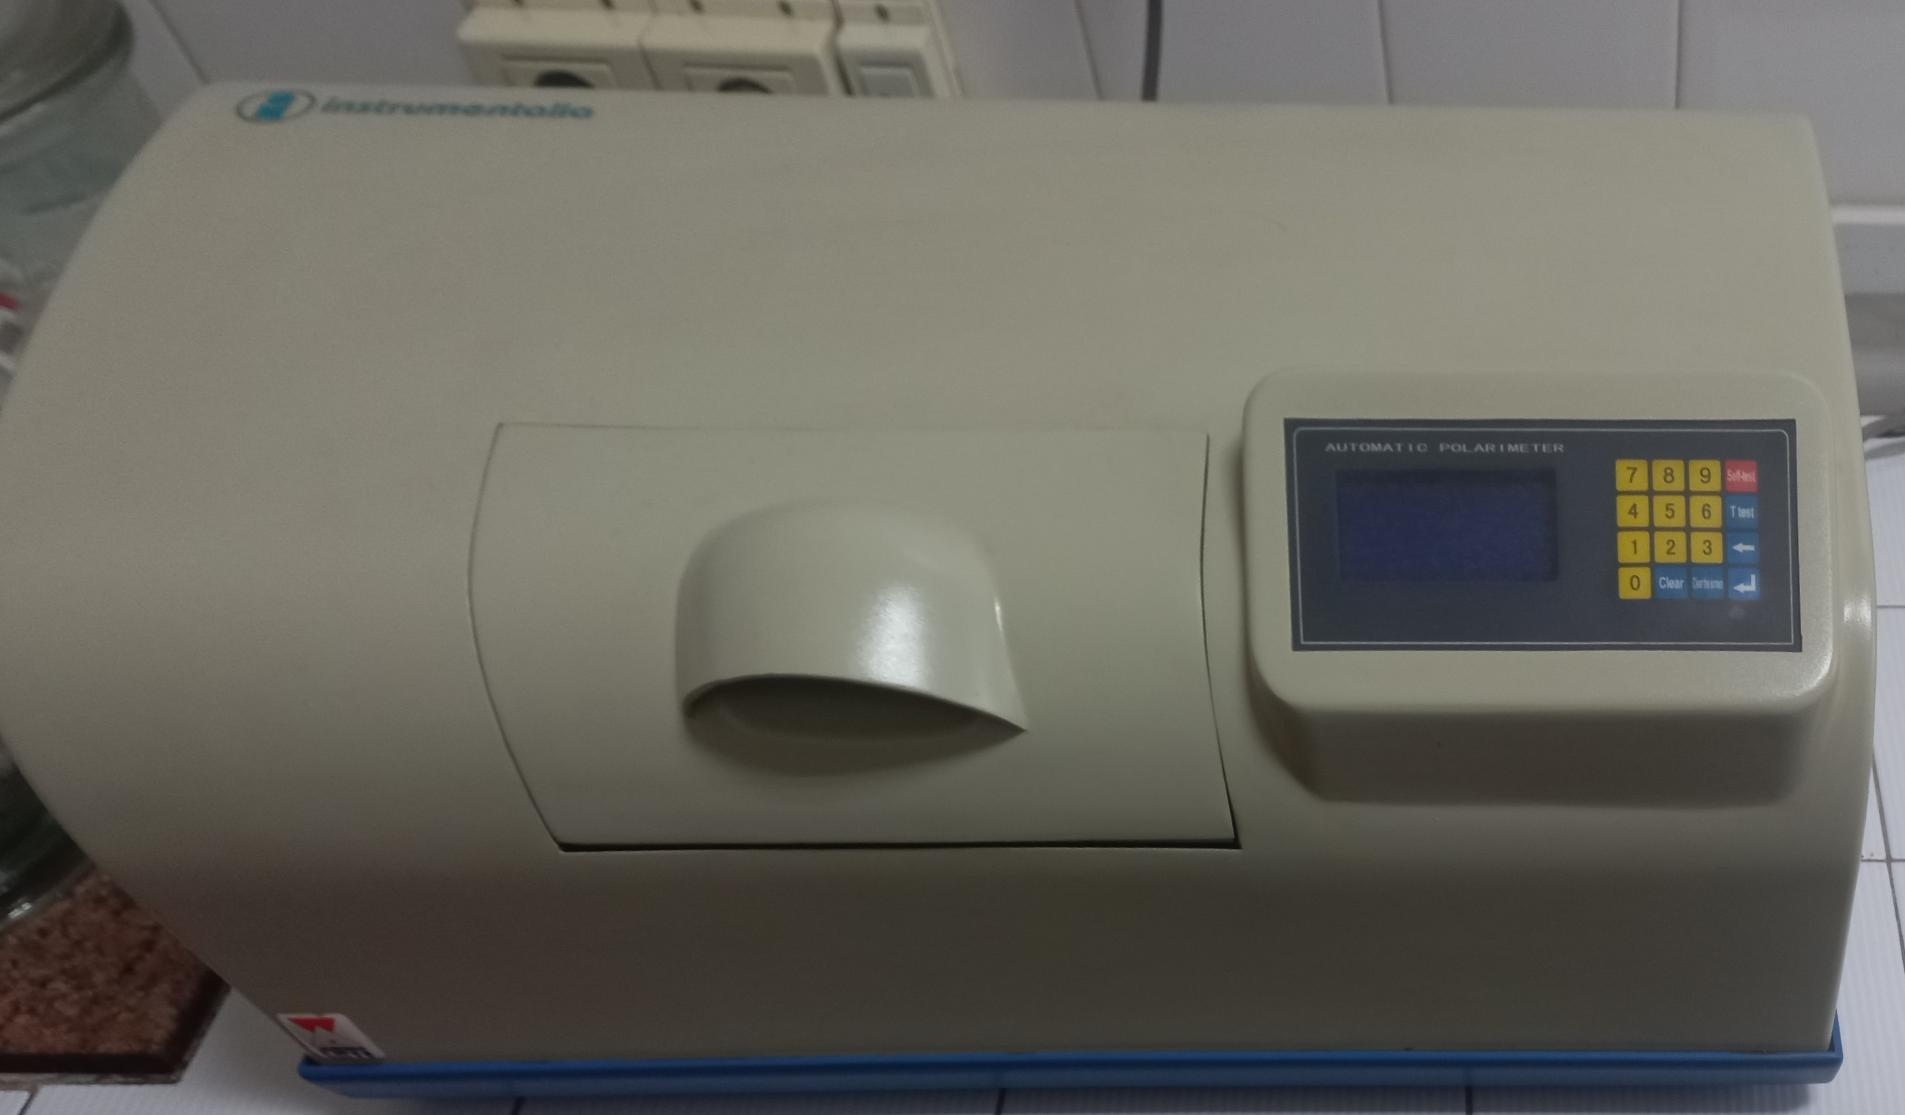 instrumentalia
AUTOMATIC POLARIMETER
7 8 9 Self-test
4 5 6 T test
1 2 3
0 Clear